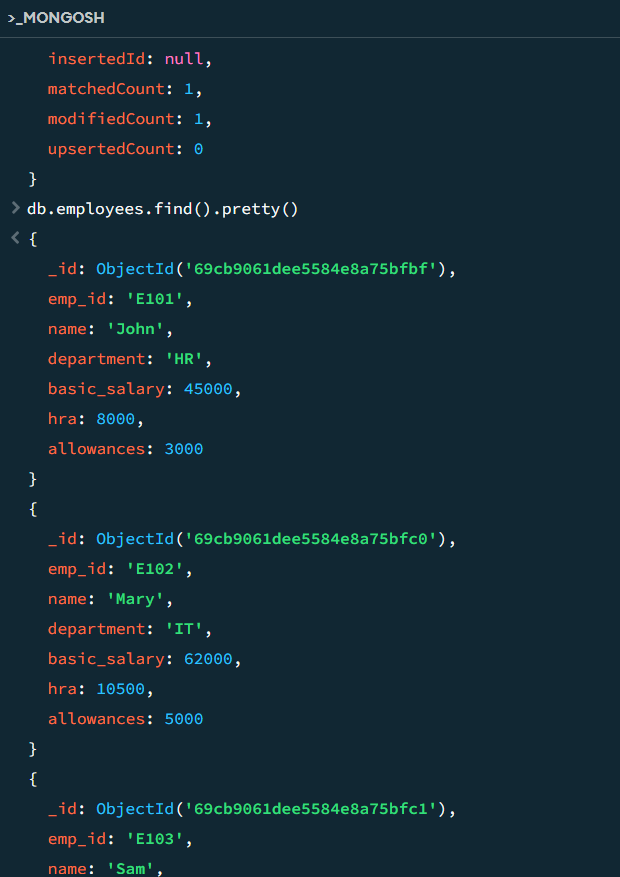 >_MONGOSH
insertedId: null,
matchedCount: 1,
modifiedCount: 1,
upsertedCount: 0
}
> db.employees.find().pretty()
< {
_id: ObjectId('69cb9061dee5584e8a75bfbf'),
emp_id: 'E101',
name: 'John',
department: 'HR',
basic_salary: 45000,
hra: 8000,
allowances: 3000
}
{
_id: ObjectId('69cb9061dee5584e8a75bfc0'),
emp_id: 'E102',
name: 'Mary',
department: 'IT',
basic_salary: 62000,
hra: 10500,
allowances: 5000
}
{
_id: ObjectId('69cb9061dee5584e8a75bfc1'),
emp_id: 'E103',
name: 'Sam',